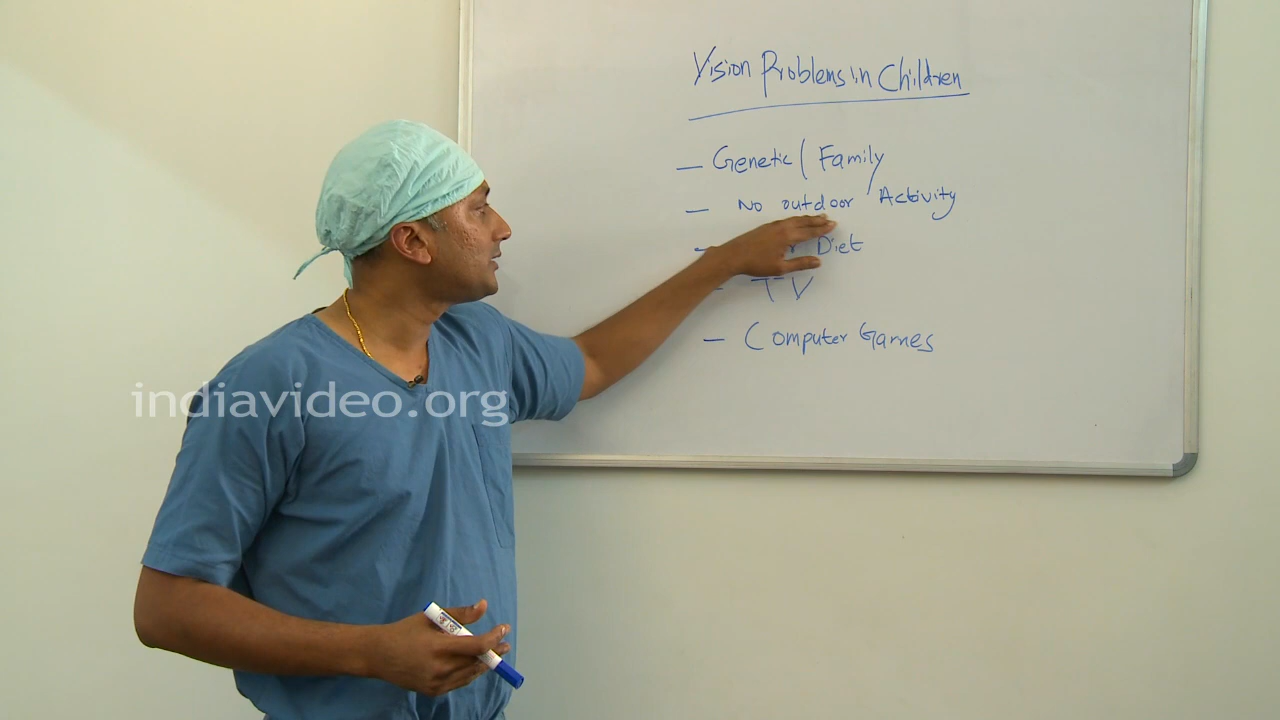 Vision Problems in Children
— Genetic / Family
— No outdoor Activity
— Diet
— TV
— Computer Games
indiavideo.org